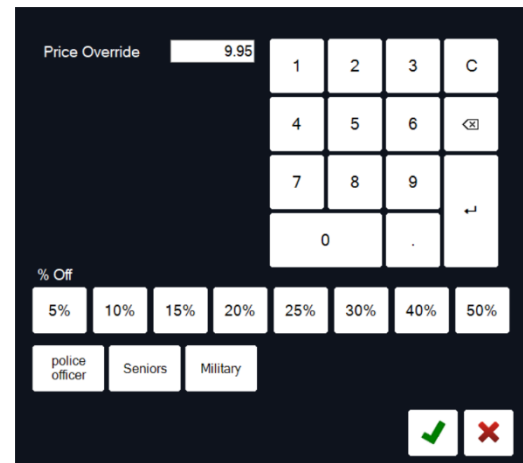 Price Override 9.95
1 2 3 C
4 5 6
7 8 9
0 .
% Off
5% 10% 15% 20% 25% 30% 40% 50%
police
officer
Seniors Military